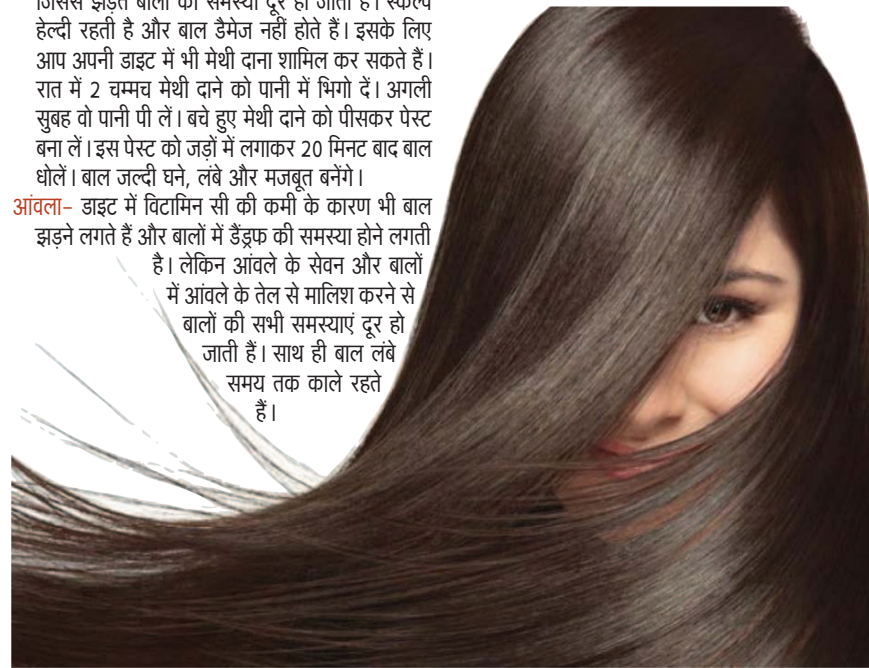 जिससे झड़ते बालों की समस्या दूर हो जाती है। स्कैल्प
हेल्दी रहती है और बाल डैमेज नहीं होते हैं। इसके लिए
आप अपनी डाइट में भी मेथी दाना शामिल कर सकते हैं।
रात में 2 चम्मच मेथी दाने को पानी में भिगो दें। अगली
सुबह वो पानी पी लें। बचे हुए मेथी दाने को पीसकर पेस्ट
बना लें। इस पेस्ट को जड़ों में लगाकर 20 मिनट बाद बाल
धोलें। बाल जल्दी घने, लंबे और मजबूत बनेंगे।
आंवला- डाइट में विटामिन सी की कमी के कारण भी बाल
झड़ने लगते हैं और बालों में डैंड्रफ की समस्या होने लगती
है। लेकिन आंवले के सेवन और बालों
में आंवले के तेल से मालिश करने से
बालों की सभी समस्याएं दूर हो
जाती हैं। साथ ही बाल लंबे
समय तक काले रहते
हैं।